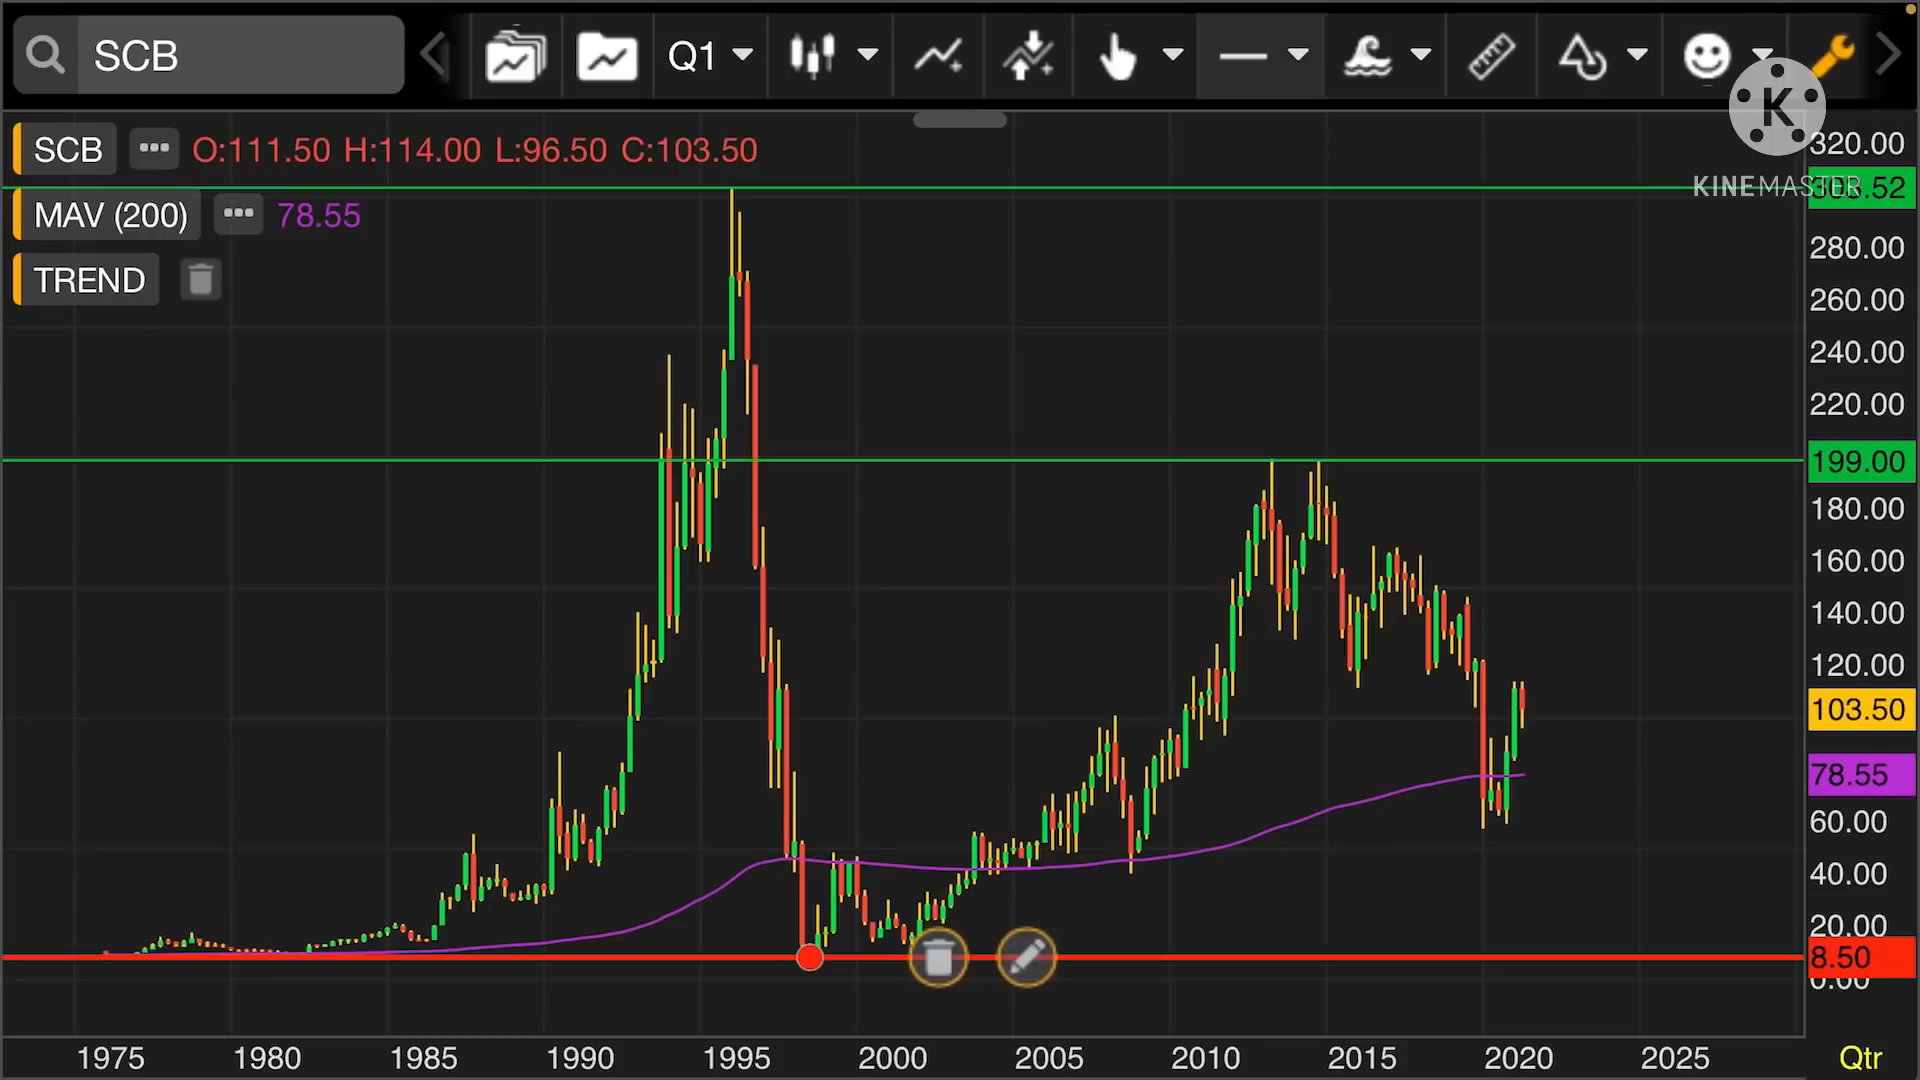 SCB Q1
SCB O:111.50 H:114.00 L:96.50 C:103.50
MAV (200) 78.55
TREND
K
KINEMASTER
320.00
280.00
260.00
240.00
220.00
199.00
180.00
160.00
140.00
120.00
103.50
78.55
60.00
40.00
20.00
8.50
0.00
1975 1980 1985 1990 1995 2000 2005 2010 2015 2020 2025 Qtr